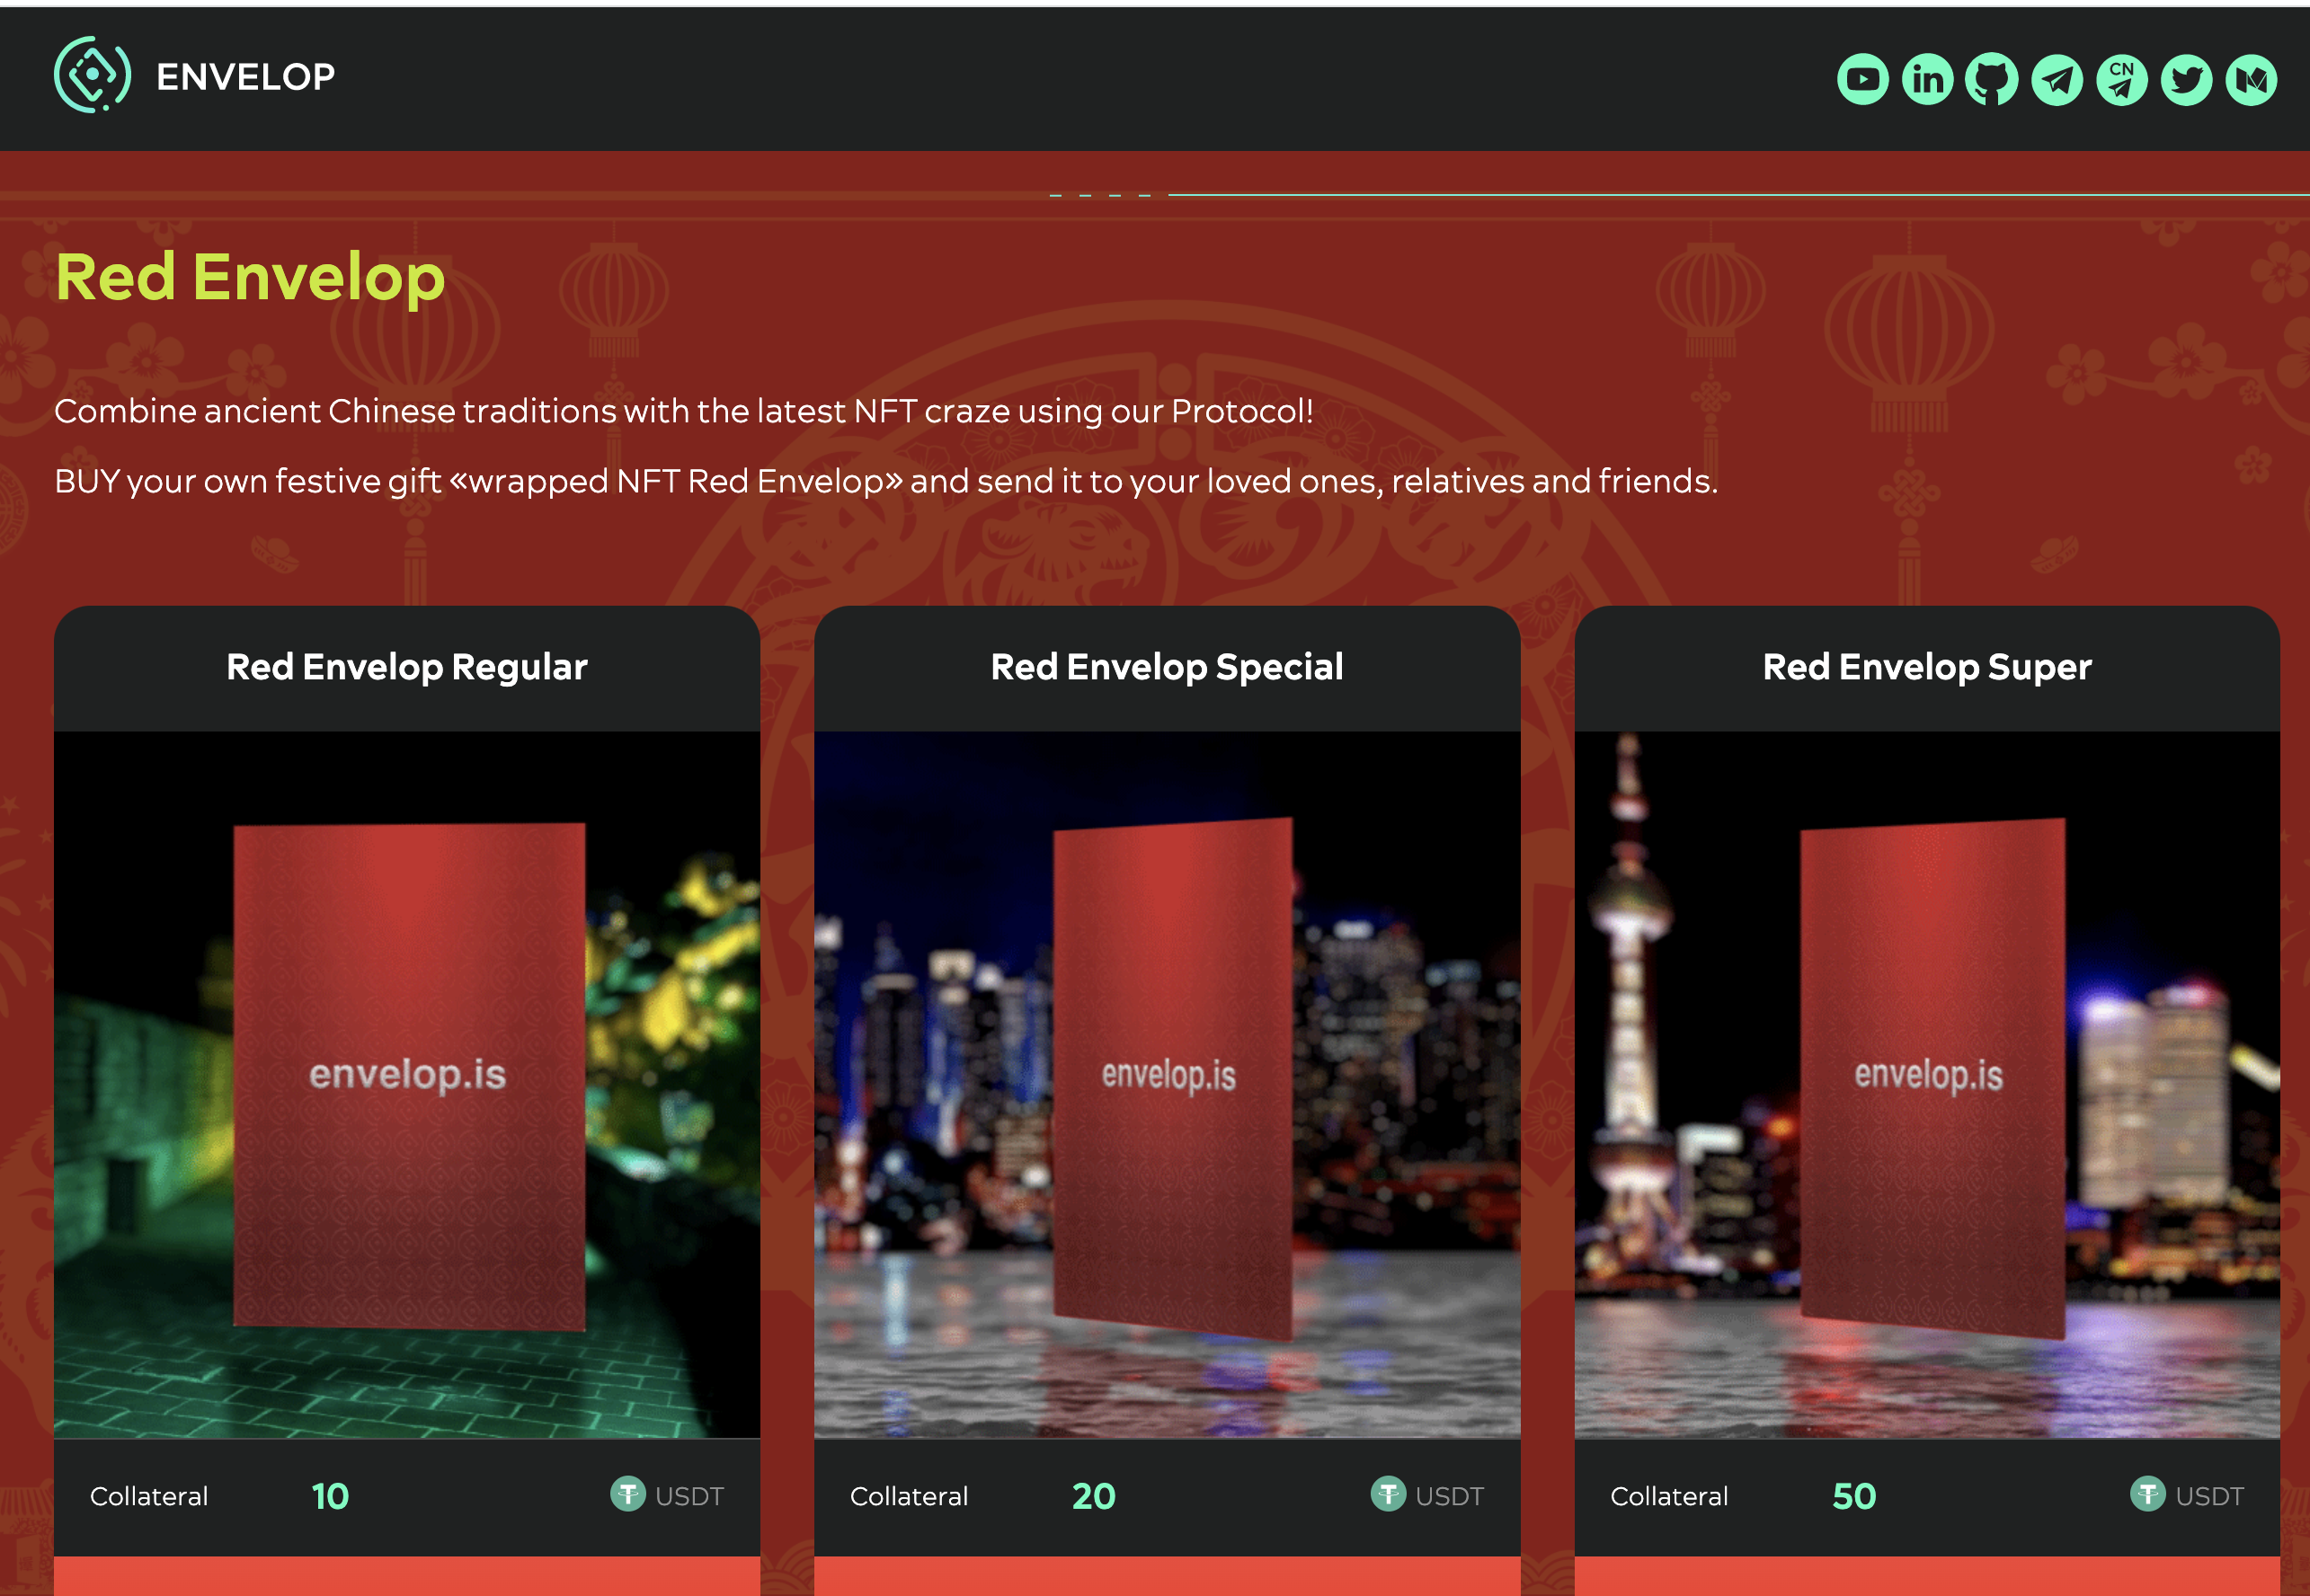 ENVELOP
CN
Red Envelop
Combine ancient Chinese traditions with the latest NFT craze using our Protocol!
BUY your own festive gift «wrapped NFT Red Envelop» and send it to your loved ones, relatives and friends.
Red Envelop Regular
Red Envelop Special
Red Envelop Super
envelop.is
envelop.is
envelop.is
Collateral 10 USDT
Collateral 20 USDT
Collateral 50 USDT